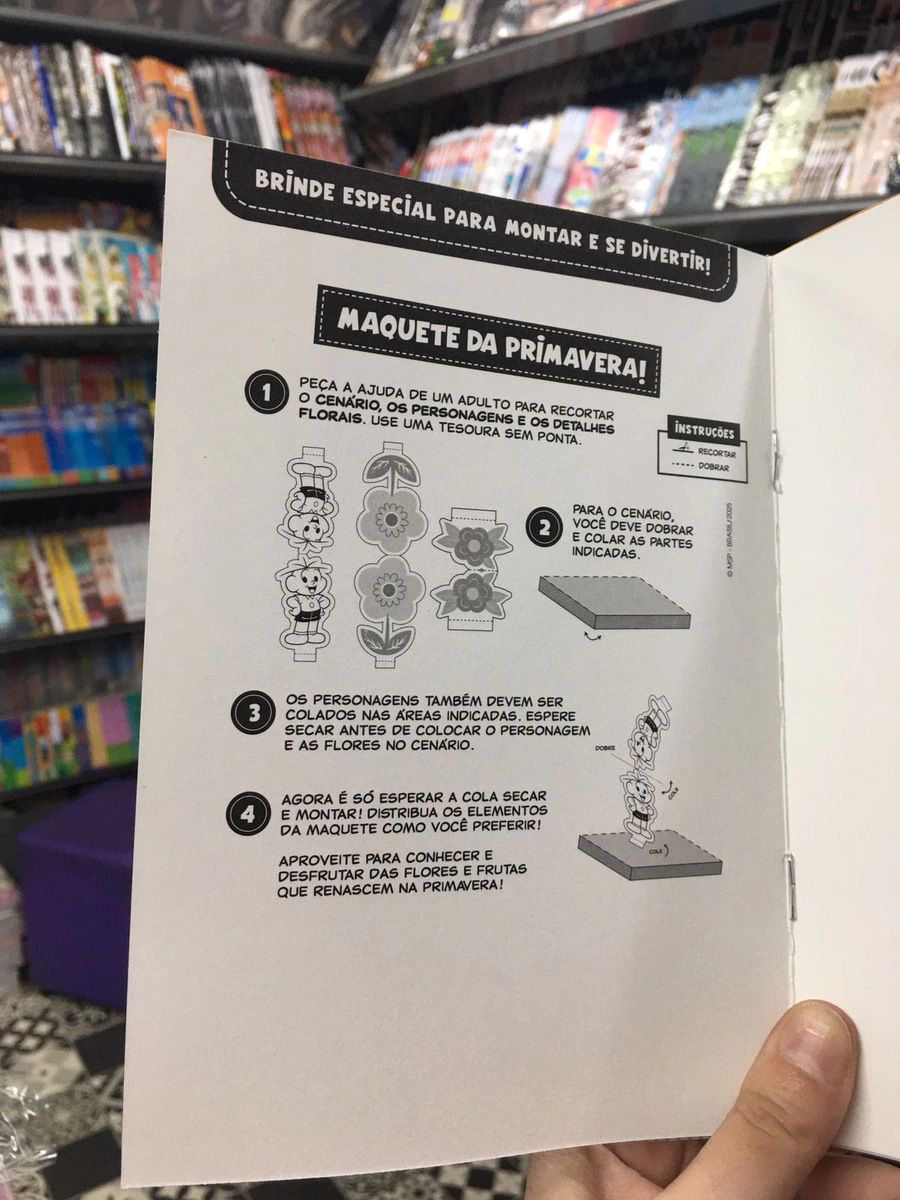 BRINDE ESPECIAL PARA MONTAR E SE DIVERTIR!
MAQUETE DA PRIMAVERA!
1
PEÇA A AJUDA DE UM ADULTO PARA RECORTAR
O CENÁRIO, OS PERSONAGENS E OS DETALHES
FLORAIS. USE UMA TESOURA SEM PONTA.
INSTRUÇÕES
RECORTAR
DOBRAR
2
PARA O CENÁRIO,
VOCÊ DEVE DOBRAR
E COLAR AS PARTES
INDICADAS.
© MSP - BRASIL/2025
3
OS PERSONAGENS TAMBÉM DEVEM SER
COLADOS NAS ÁREAS INDICADAS. ESPERE
SECAR ANTES DE COLOCAR O PERSONAGEM
E AS FLORES NO CENÁRIO.
DOBRE
COLE
COLE
4
AGORA É SÓ ESPERAR A COLA SECAR
E MONTAR! DISTRIBUA OS ELEMENTOS
DA MAQUETE COMO VOCÊ PREFERIR!
APROVEITE PARA CONHECER E
DESFRUTAR DAS FLORES E FRUTAS
QUE RENASCEM NA PRIMAVERA!